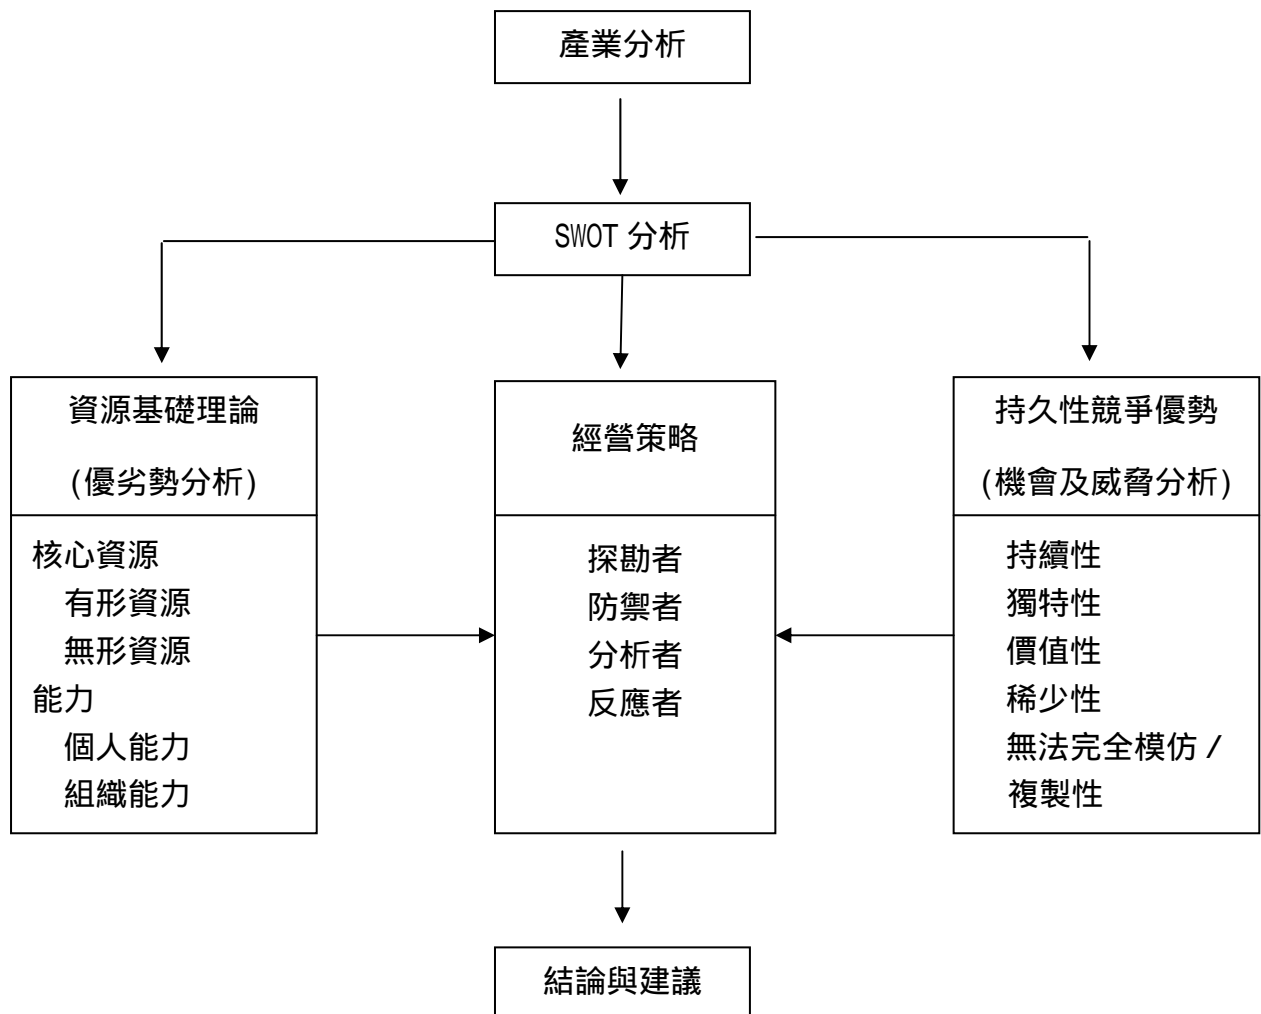 產業分析
SWOT 分析
資源基礎理論
(優劣勢分析)
核心資源
有形資源
無形資源
能力
個人能力
組織能力
經營策略
探勘者
防禦者
分析者
反應者
持久性競爭優勢
(機會及威脅分析)
持續性
獨特性
價值性
稀少性
無法完全模仿 /
複製性
結論與建議